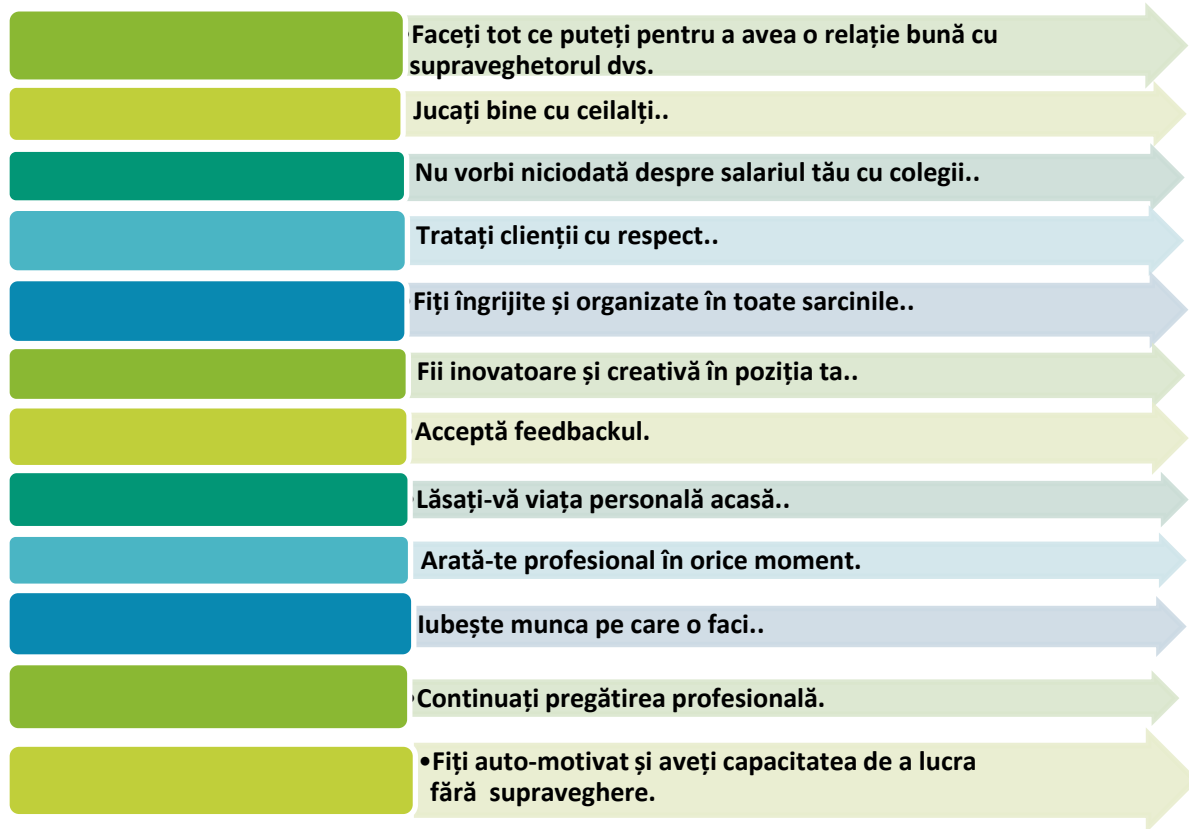 •Faceți tot ce puteți pentru a avea o relație bună cu
supraveghetorul dvs.
Jucați bine cu ceilalți..
Nu vorbi niciodată despre salariul tău cu colegii..
Tratați clienții cu respect..
•Fiți îngrijite și organizate în toate sarcinile..
Fii inovatoare și creativă în poziția ta..
•Acceptă feedbackul.
•Lăsați-vă viața personală acasă..
Arată-te profesional în orice moment.
Iubește munca pe care o faci..
•Continuați pregătirea profesională.
•Fiți auto-motivat și aveți capacitatea de a lucra
fără supraveghere.